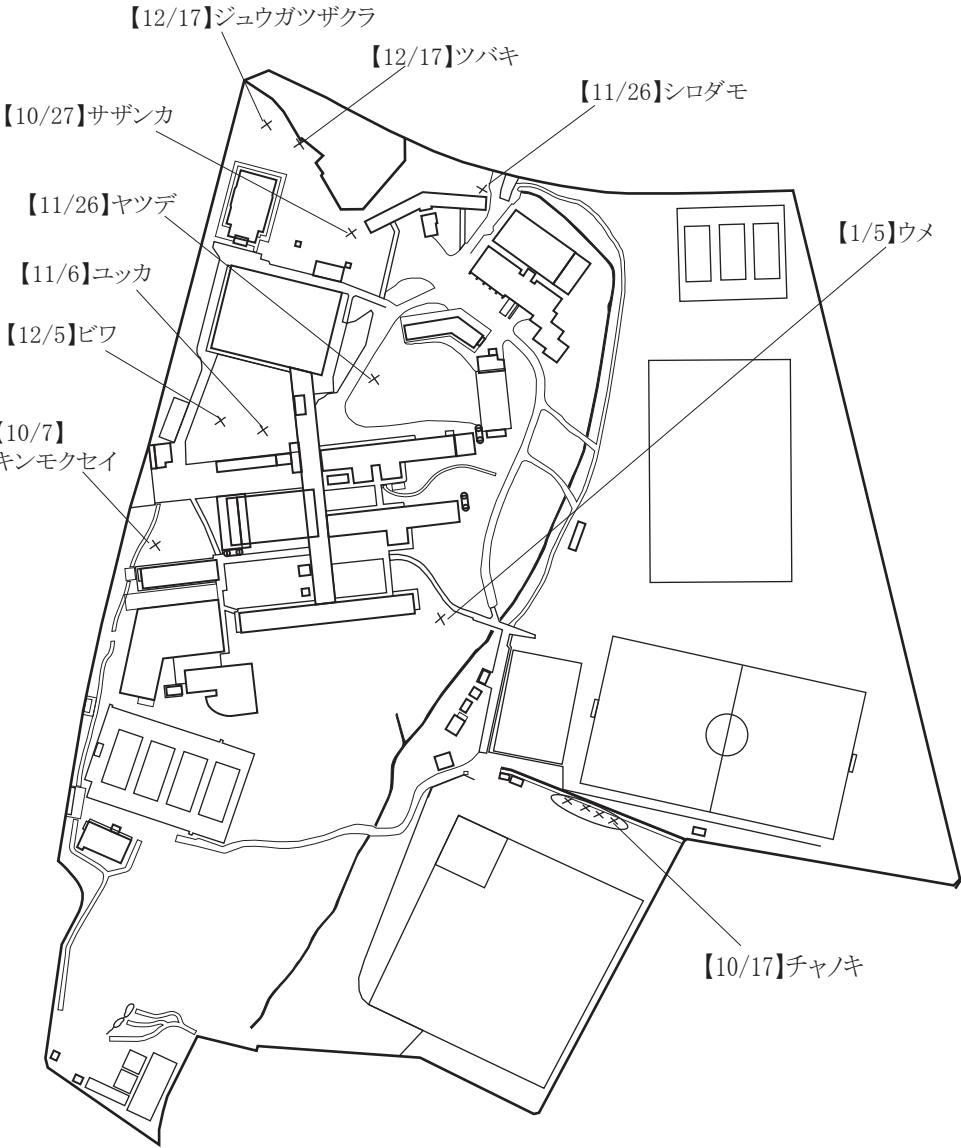 【12/17】ジュウガツザクラ
【12/17】ツバキ
【11/26】シロダモ
【10/27】サザンカ
【11/26】ヤツデ
【1/5】ウメ
【11/6】ユッカ
【12/5】ビワ
【10/7】
キンモクセイ
【10/17】チャノキ